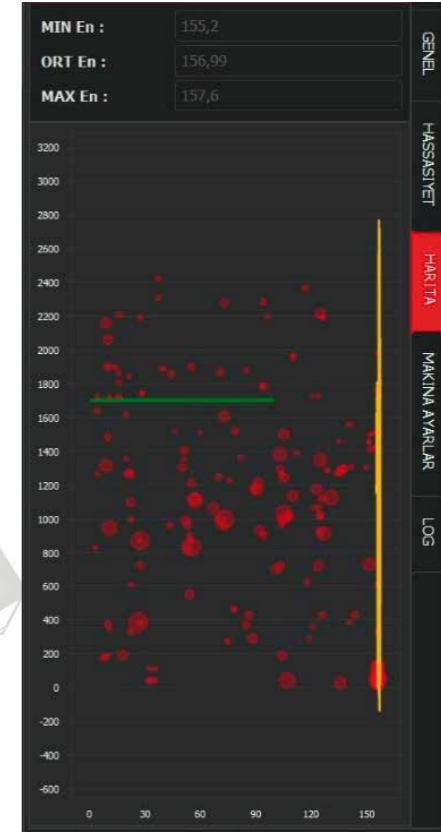 MIN En : 155,2
ORT En : 156,99
MAX En : 157,6
GENEL
HASSASIYET
HARITA
MAKINA AYARLAR
LOG
3200
3000
2800
2600
2400
2200
2000
1800
1600
1400
1200
1000
800
600
400
200
0
-200
-400
-600
0 30 60 90 120 150